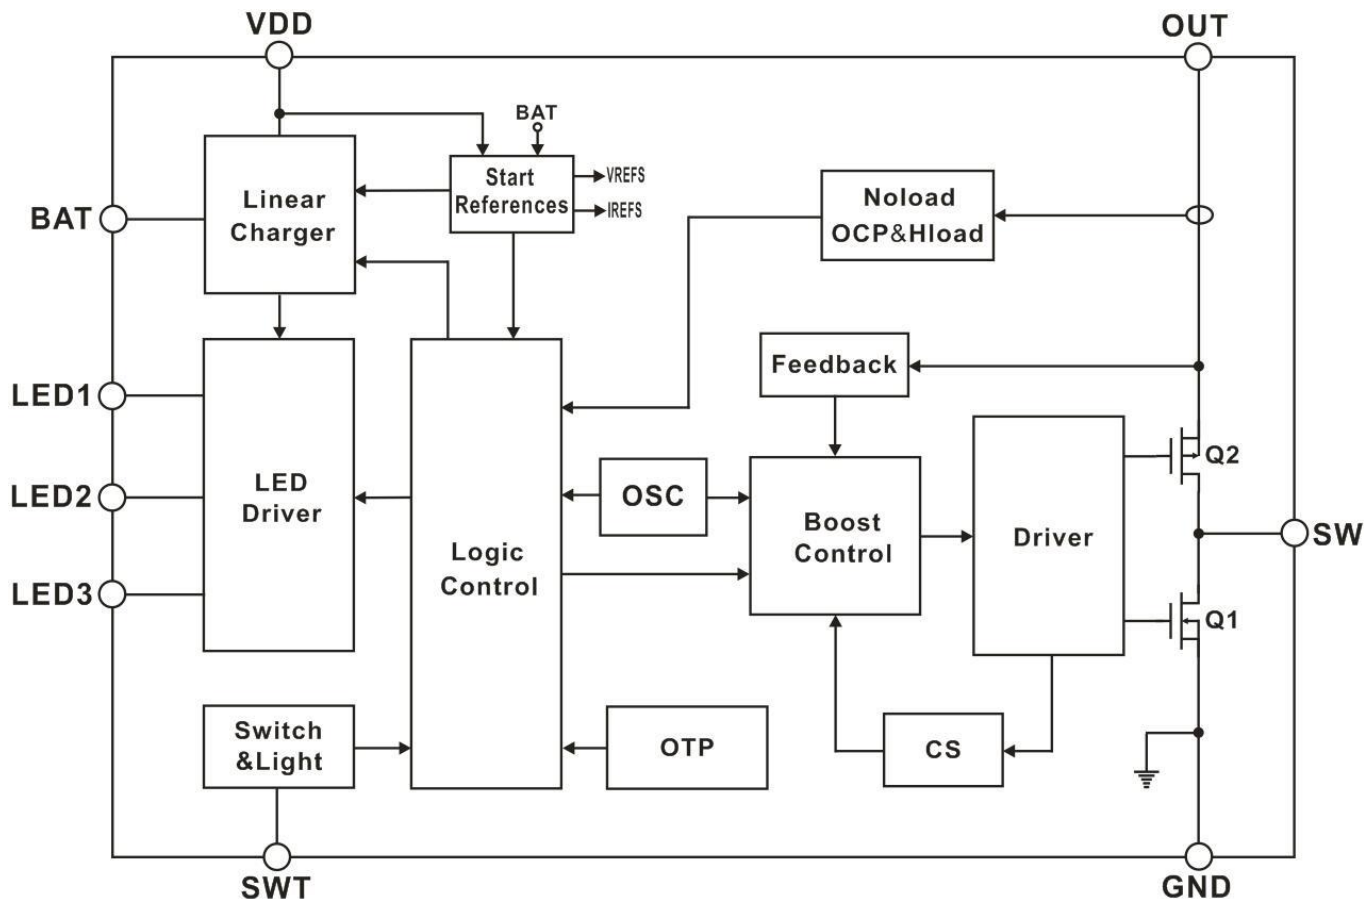 VDD
OUT
BAT
Start
References
VREFS
IREFS
Linear
Charger
BAT
Noload
OCP&Hload
Feedback
LED1
LED2
LED3
LED
Driver
Logic
Control
OSC
Boost
Control
Driver
Q2
SW
Q1
Switch
&Light
OTP
CS
SWT
GND